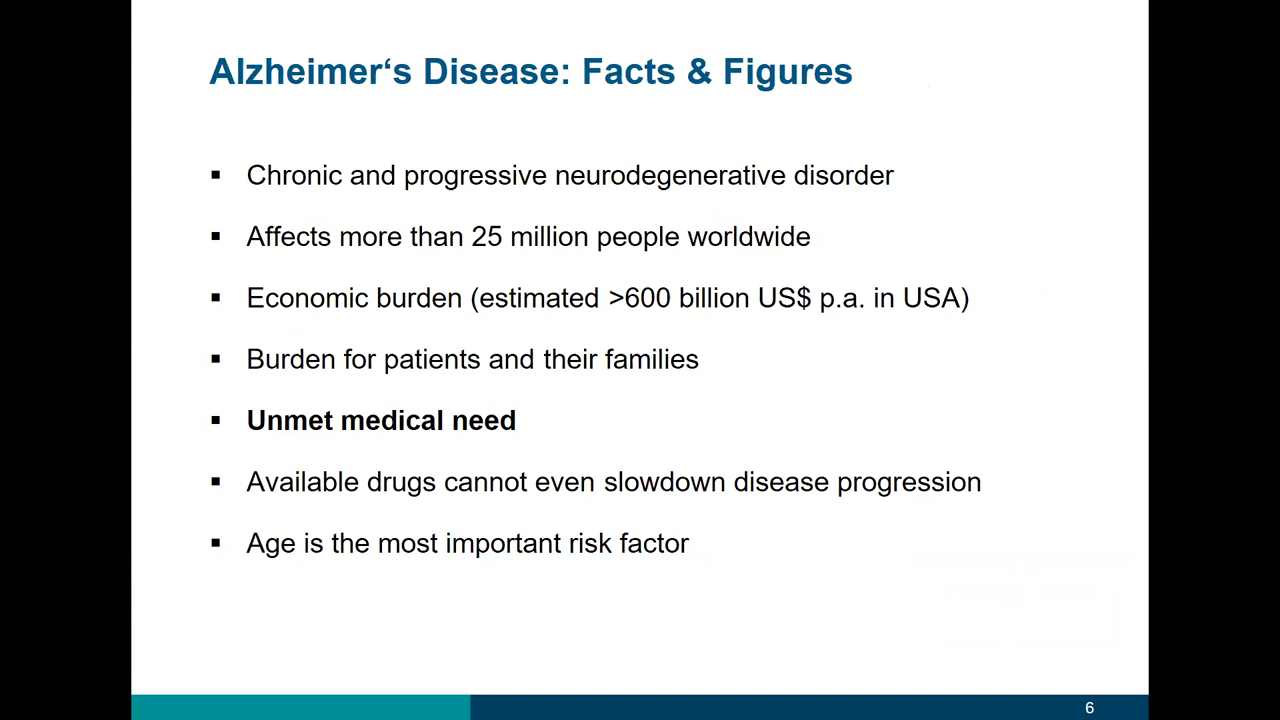 Alzheimer‘s Disease: Facts & Figures
▪ Chronic and progressive neurodegenerative disorder
▪ Affects more than 25 million people worldwide
▪ Economic burden (estimated >600 billion US$ p.a. in USA)
▪ Burden for patients and their families
▪ Unmet medical need
▪ Available drugs cannot even slowdown disease progression
▪ Age is the most important risk factor
6